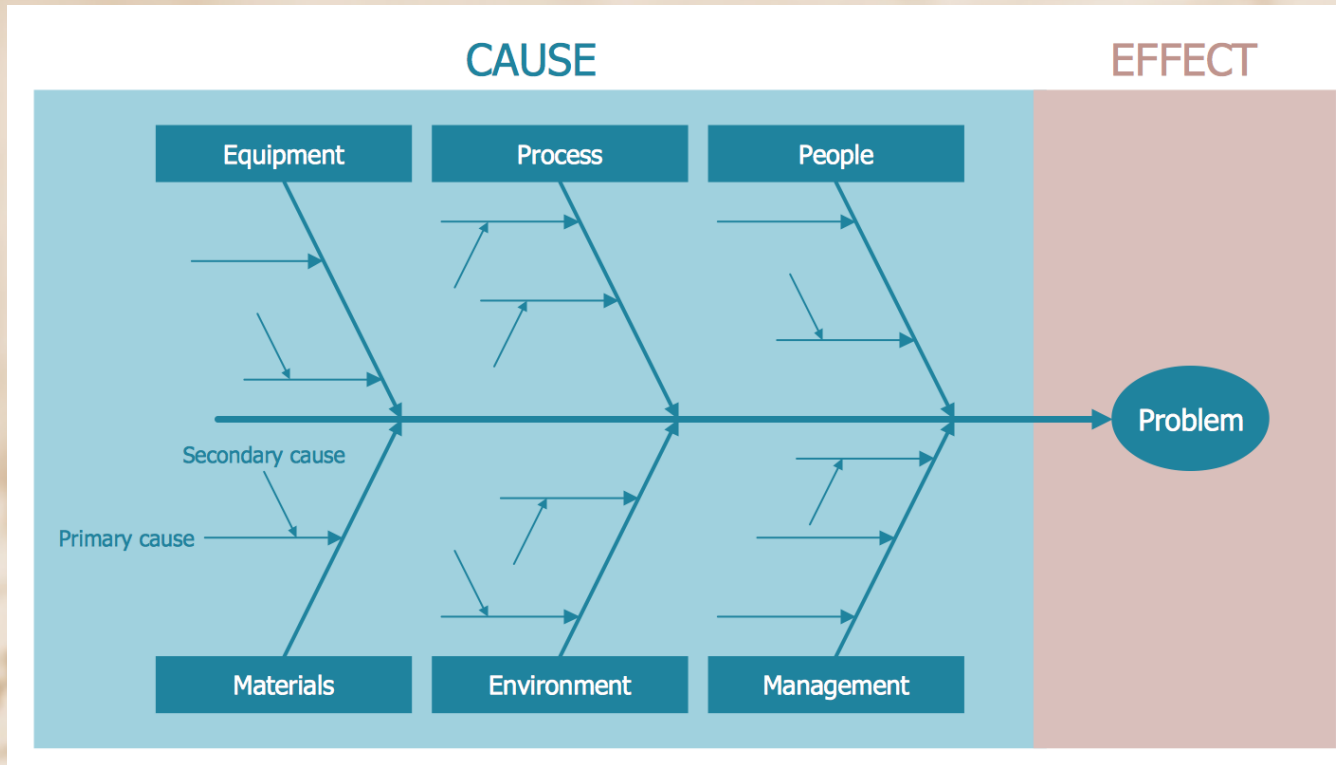 CAUSE
EFFECT
Equipment
Process
People
Problem
Secondary cause
Primary cause
Materials
Environment
Management